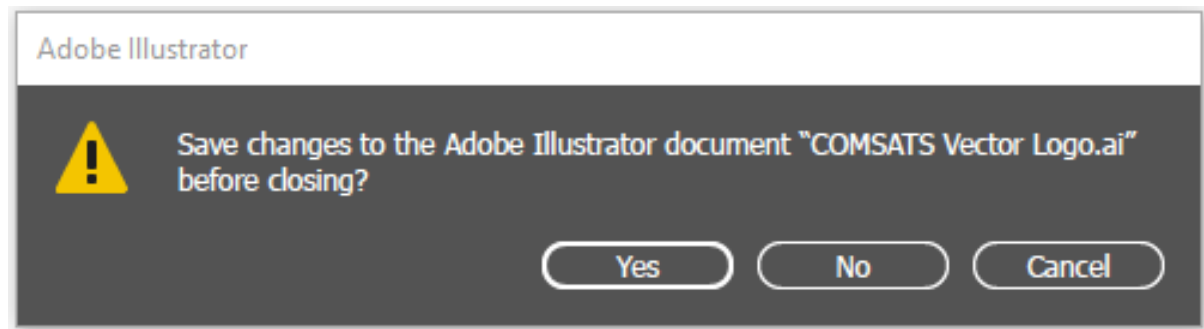 Adobe Illustrator
Save changes to the Adobe Illustrator document “COMSATS Vector Logo.ai”
before closing?
Yes No Cancel